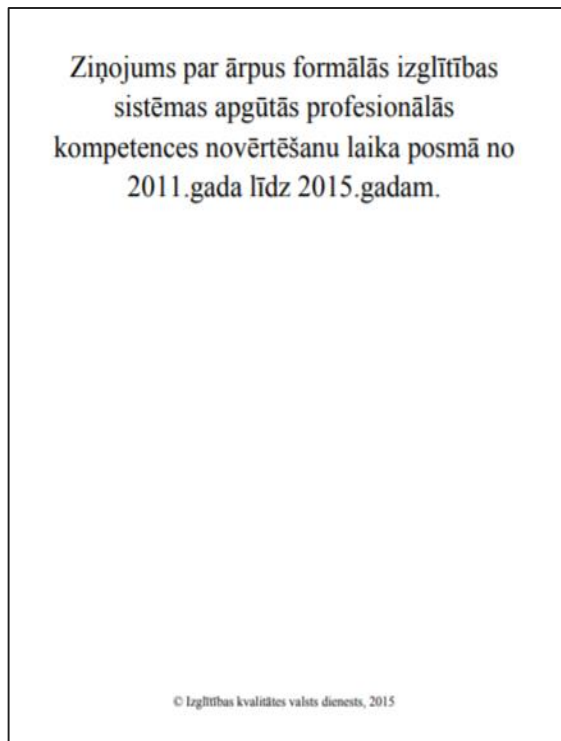 Ziņojums par ārpus formālās izglītības
sistēmas apgūtās profesionālās
kompetences novērtēšanu laika posmā no
2011.gada līdz 2015.gadam.
© Izglītības kvalitātes valsts dienests, 2015